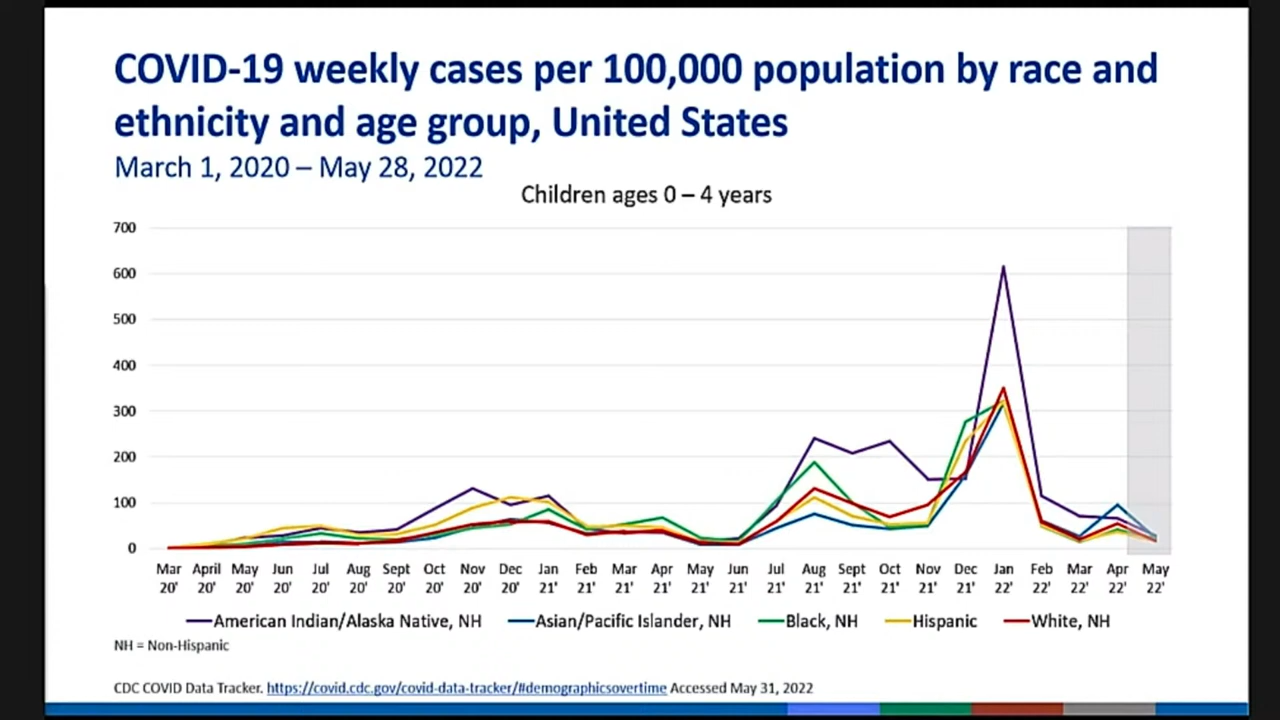 COVID-19 weekly cases per 100,000 population by race and
ethnicity and age group, United States
March 1, 2020 – May 28, 2022
Children ages 0 – 4 years
700
600
500
400
300
200
100
0
Mar April May Jun Jul Aug Sept Oct Nov Dec Jan Feb Mar Apr May Jun Jul Aug Sept Oct Nov Dec Jan Feb Mar Apr May
20' 20' 20' 20' 20' 20' 20' 20' 20' 20' 21' 21' 21' 21' 21' 21' 21' 21' 21' 21' 21' 21' 22' 22' 22' 22' 22'
American Indian/Alaska Native, NH Asian/Pacific Islander, NH Black, NH Hispanic White, NH
NH = Non-Hispanic
CDC COVID Data Tracker. https://covid.cdc.gov/covid-data-tracker/#demographicsovertime Accessed May 31, 2022